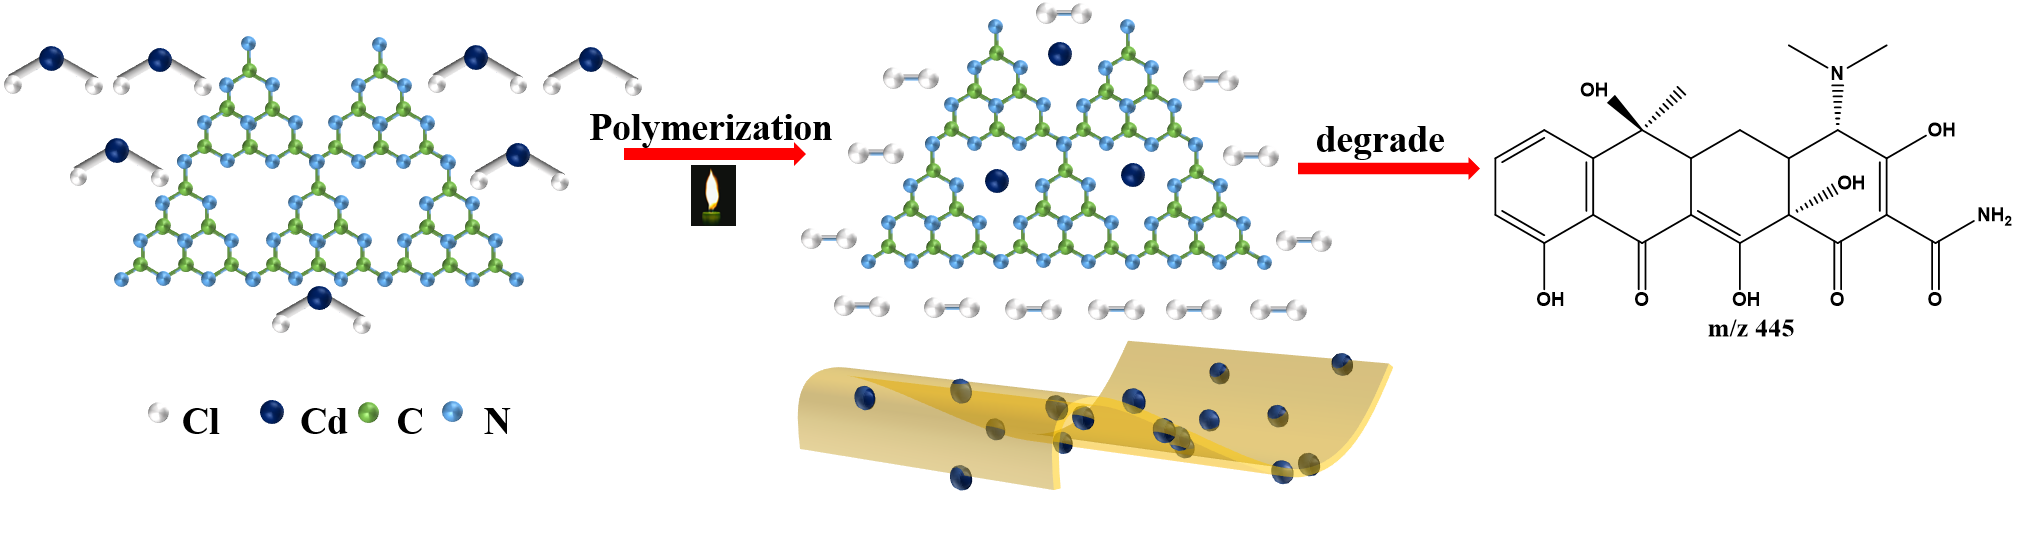 Polymerization
degrade
N
OH
OH
OH
NH₂
OH
O
OH
O
O
m/z 445
Cl
Cd
C
N